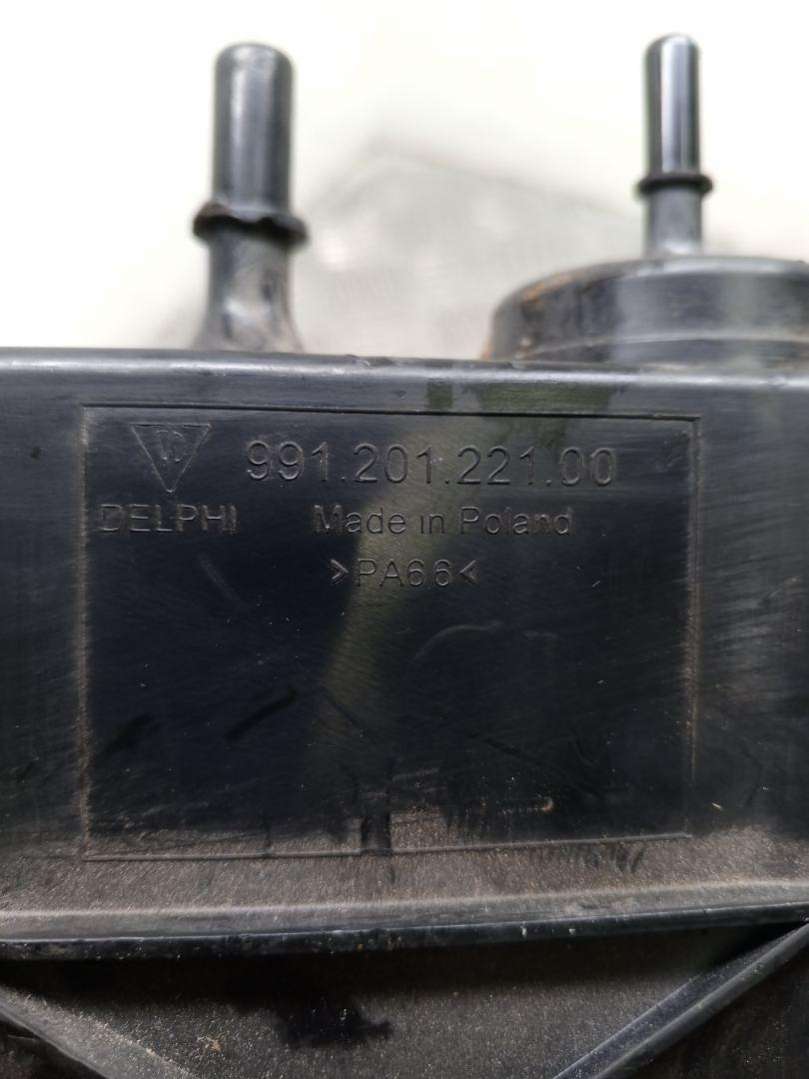 991.201.221.00
DELPHI Made in Poland
>PA66<